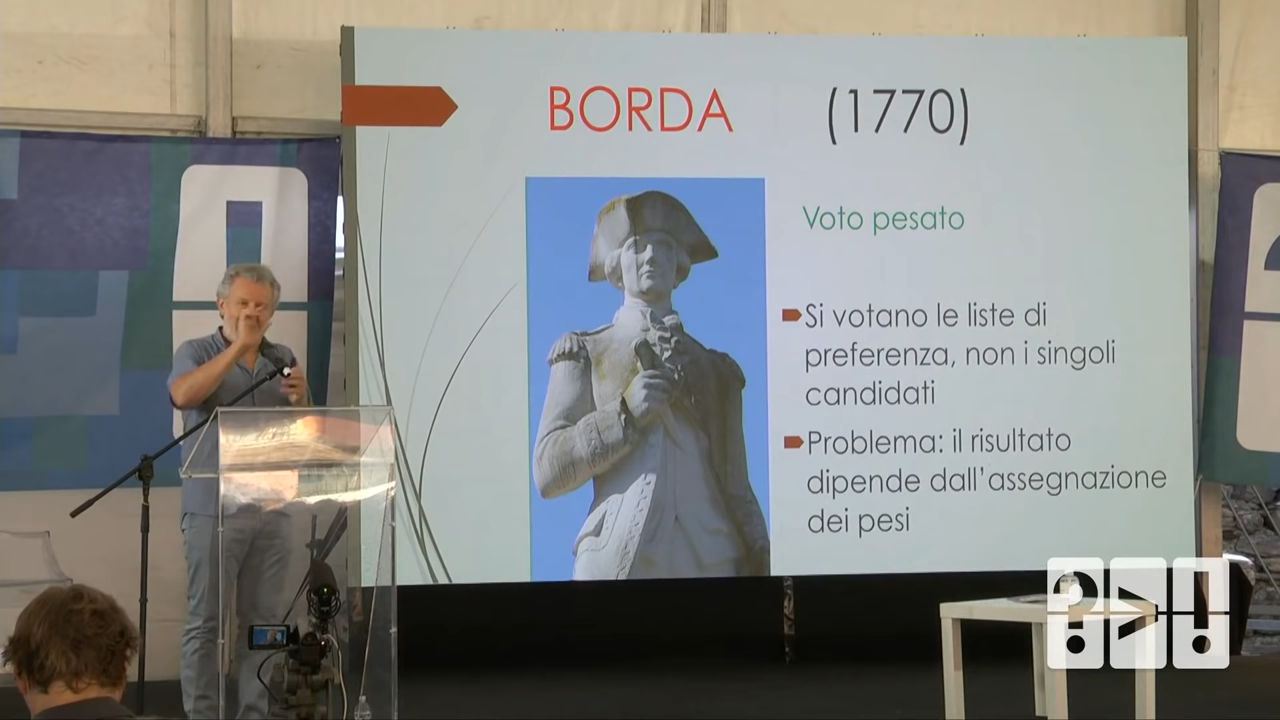 BORDA (1770)
Voto pesato
Si votano le liste di
preferenza, non i singoli
candidati
Problema: il risultato
dipende dall'assegnazione
dei pesi
?>!